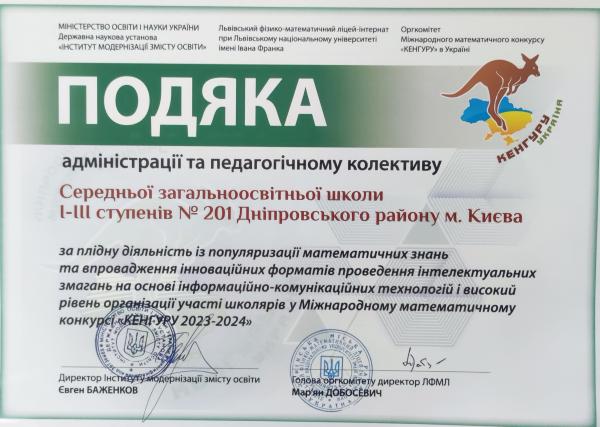 МІНІСТЕРСТВО ОСВІТИ І НАУКИ УКРАЇНИ
Державна наукова установа
«ІНСТИТУТ МОДЕРНІЗАЦІЇ ЗМІСТУ ОСВІТИ»
Львівський фізико-математичний ліцей-інтернат
при Львівському національному університеті
імені Івана Франка
Оргкомітет
Міжнародного математичного конкурсу
«КЕНГУРУ» в Україні
ПОДЯКА
КЕНГУРУ
УКРАЇНА
адміністрації та педагогічному колективу
Середньої загальноосвітньої школи
І-ІІІ ступенів № 201 Дніпровського району м. Києва
за плідну діяльність із популяризації математичних знань
та впровадження інноваційних форматів проведення інтелектуальних
змагань на основі інформаційно-комунікаційних технологій і високий
рівень організації участі школярів у Міжнародному математичному
конкурсі «КЕНГУРУ 2023-2024»
Директор Інституту модернізації змісту освіти
Євген БАЖЕНКОВ
Голова оргкомітету директор ЛФМЛ
Мар'ян ДОБОСЕВИЧ